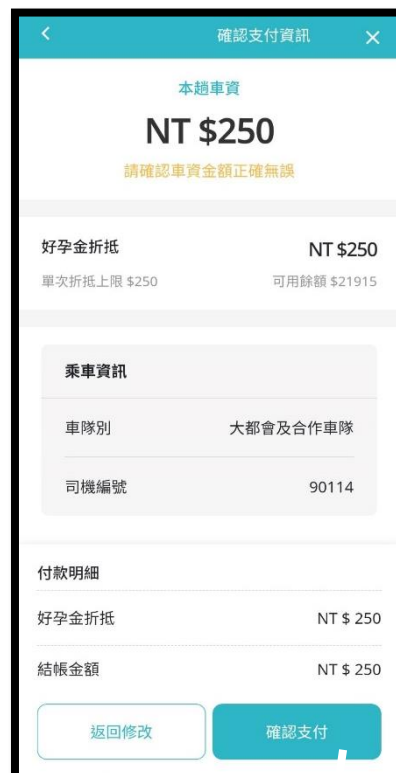 確認支付資訊
本趟車資
NT $250
請確認車資金額正確無誤
好孕金折抵 NT $250
單次折抵上限 $250 可用餘額 $21915
乘車資訊
車隊別 大都會及合作車隊
司機編號 90114
付款明細
好孕金折抵 NT $ 250
結帳金額 NT $ 250
返回修改 確認支付